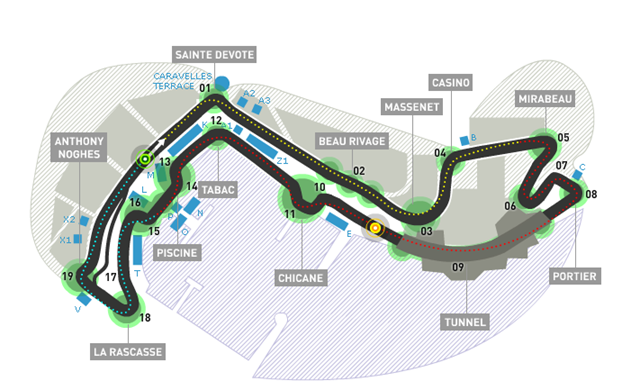 SAINTE DEVOTE
CARAVELLES
TERRACE
01
A2
A3
CASINO
MIRABEAU
MASSENET
ANTHONY
NOGHES
12
K
A1
BEAU RIVAGE
B
05
04
Z1
13
M
02
07
C
14
TABAC
10
08
L
16
P
N
11
06
X2
O
15
E
03
X1
PISCINE
09
T
CHICANE
PORTIER
19
17
V
18
TUNNEL
LA RASCASSE